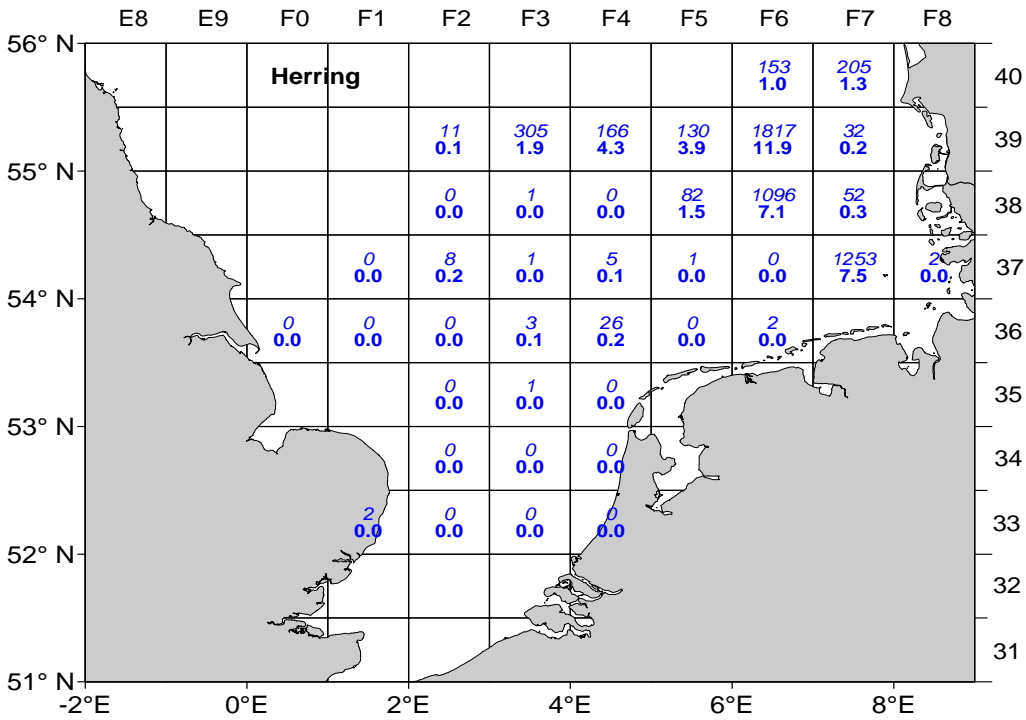 E8 E9 F0 F1 F2 F3 F4 F5 F6 F7 F8
56° N
Herring 153 205 40
1.0 1.3
11 305 166 130 1817 32 39
0.1 1.9 4.3 3.9 11.9 0.2
55° N
0 1 0 82 1096 52 38
0.0 0.0 0.0 1.5 7.1 0.3
0 8 1 5 1 0 1253 2 37
0.0 0.2 0.0 0.1 0.0 0.0 7.5 0.0
54° N
0 0 0 3 26 0 2 36
0.0 0.0 0.0 0.1 0.2 0.0 0.0
0 1 0 35
0.0 0.0 0.0
53° N
0 0 0 34
0.0 0.0 0.0
2 0 0 0 33
0.0 0.0 0.0 0.0
52° N
32
31
51° N
-2°E 0°E 2°E 4°E 6°E 8°E